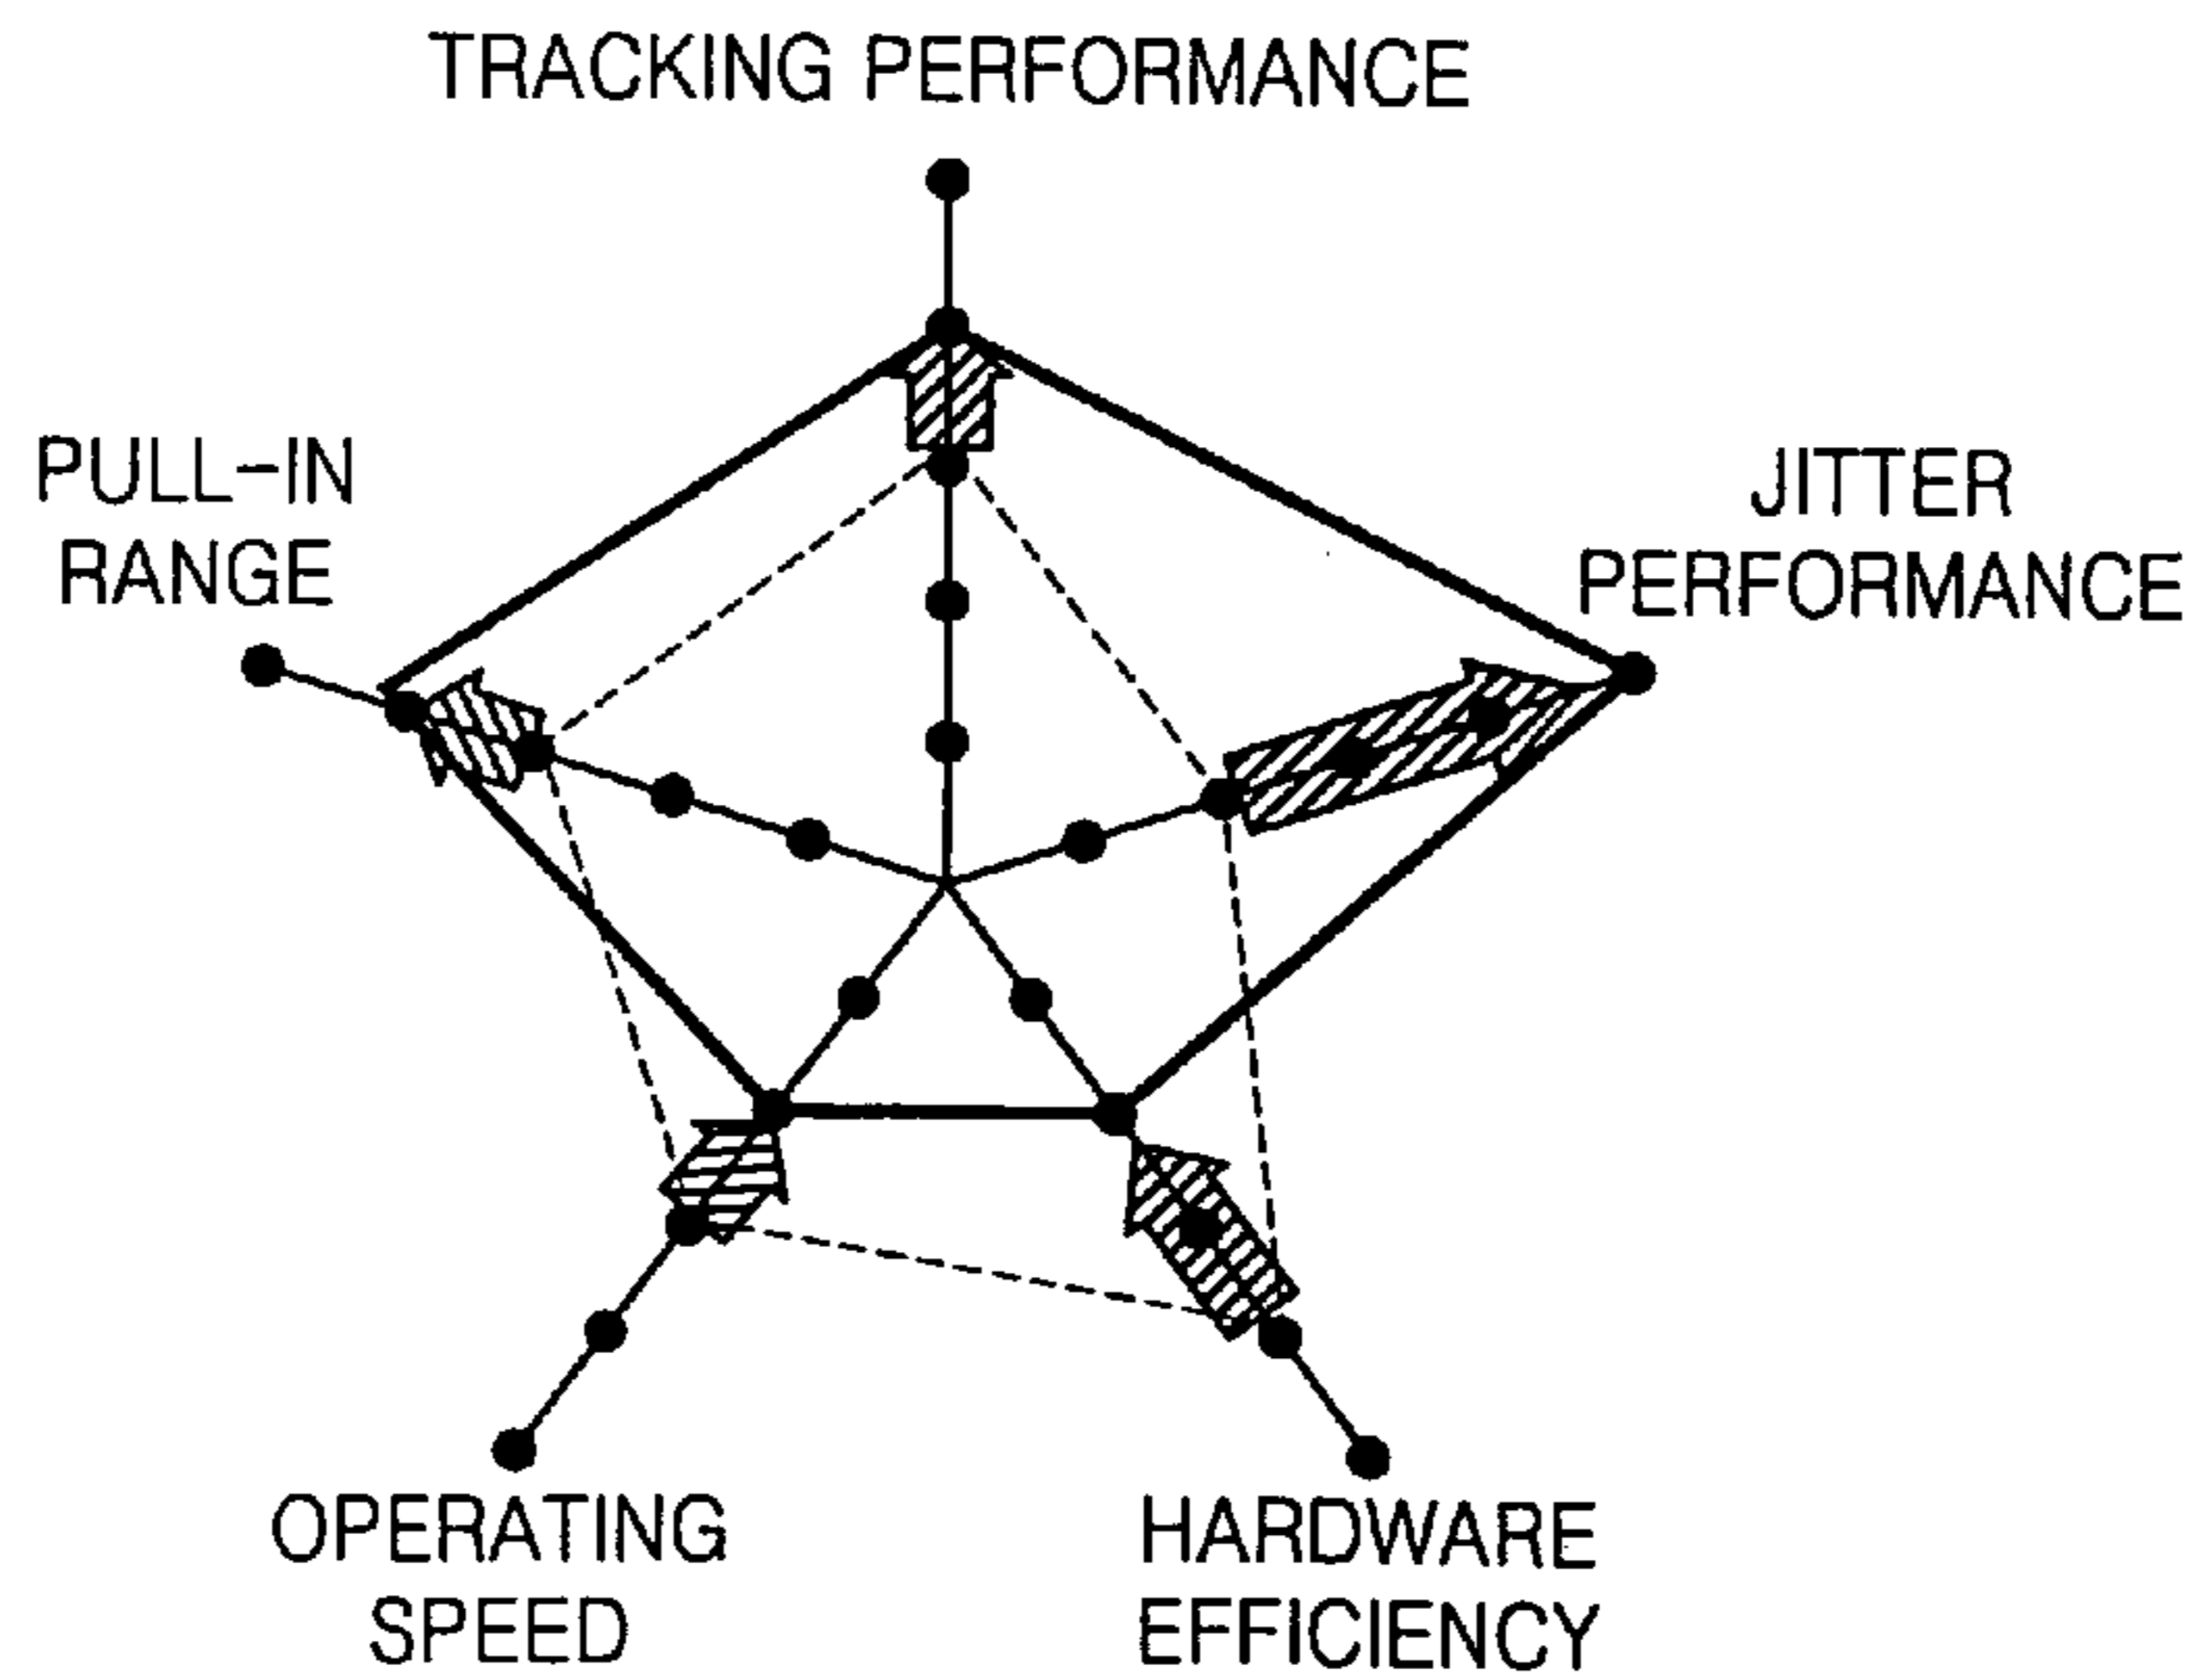 TRACKING PERFORMANCE
PULL-IN
RANGE
JITTER
PERFORMANCE
OPERATING
SPEED
HARDWARE
EFFICIENCY